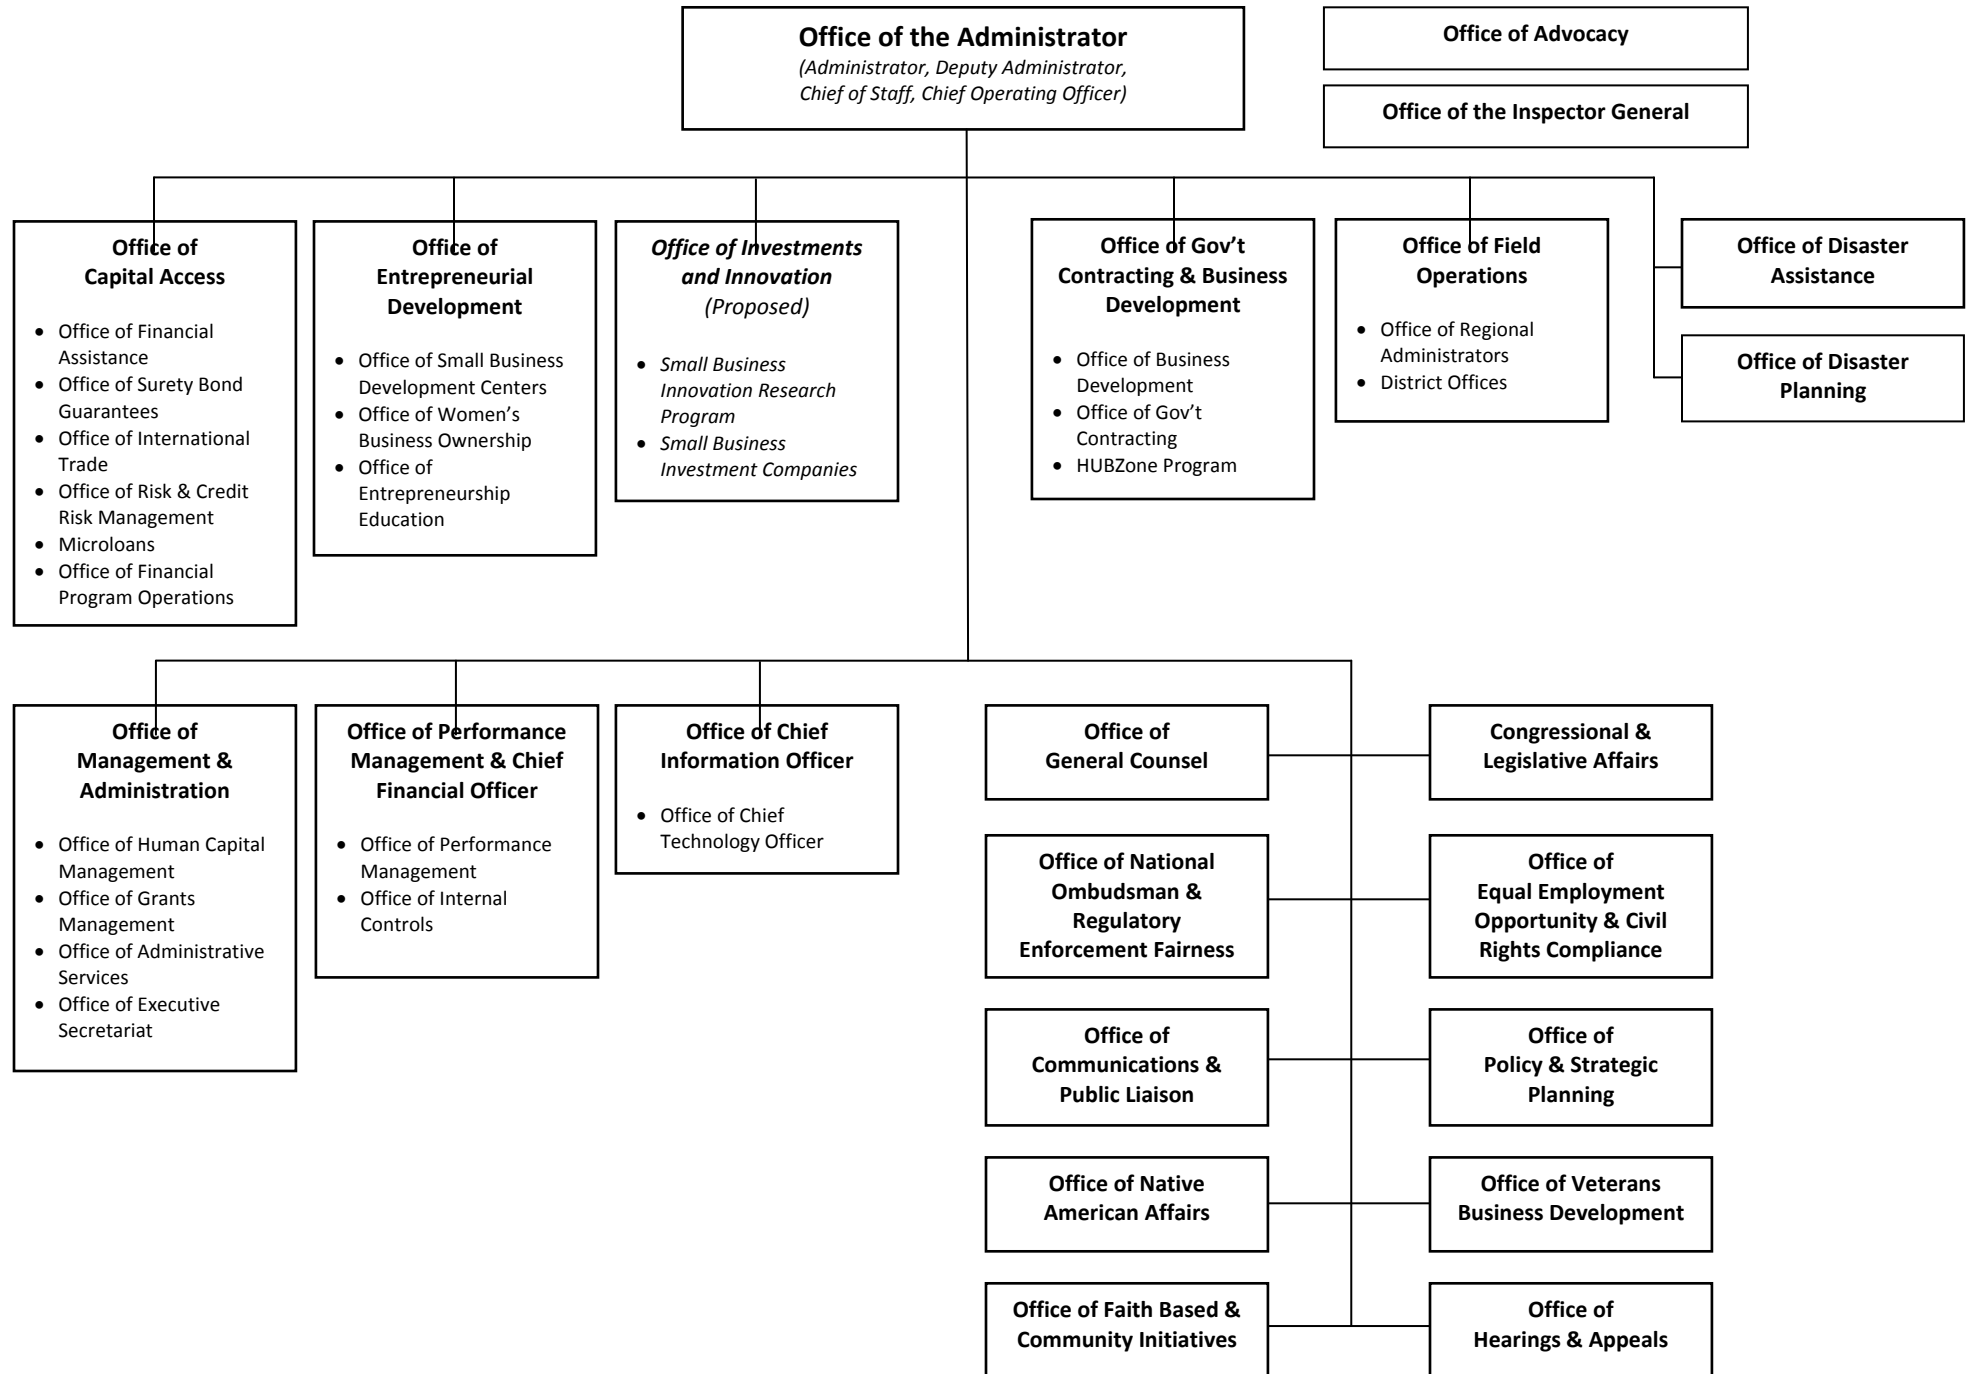 Office of the Administrator
(Administrator, Deputy Administrator,
Chief of Staff, Chief Operating Officer)
Office of Advocacy
Office of the Inspector General
Office of
Capital Access
• Office of Financial
Assistance
• Office of Surety Bond
Guarantees
• Office of International
Trade
• Office of Risk & Credit
Risk Management
• Microloans
• Office of Financial
Program Operations
Office of
Entrepreneurial
Development
• Office of Small Business
Development Centers
• Office of Women’s
Business Ownership
• Office of
Entrepreneurship
Education
Office of Investments
and Innovation
(Proposed)
• Small Business
Innovation Research
Program
• Small Business
Investment Companies
Office of Gov’t
Contracting & Business
Development
• Office of Business
Development
• Office of Gov’t
Contracting
• HUBZone Program
Office of Field
Operations
• Office of Regional
Administrators
• District Offices
Office of Disaster
Assistance
Office of Disaster
Planning
Office of
Management &
Administration
• Office of Human Capital
Management
• Office of Grants
Management
• Office of Administrative
Services
• Office of Executive
Secretariat
Office of Performance
Management & Chief
Financial Officer
• Office of Performance
Management
• Office of Internal
Controls
Office of Chief
Information Officer
• Office of Chief
Technology Officer
Office of
General Counsel
Congressional &
Legislative Affairs
Office of National
Ombudsman &
Regulatory
Enforcement Fairness
Office of
Equal Employment
Opportunity & Civil
Rights Compliance
Office of
Communications &
Public Liaison
Office of
Policy & Strategic
Planning
Office of Native
American Affairs
Office of Veterans
Business Development
Office of Faith Based &
Community Initiatives
Office of
Hearings & Appeals